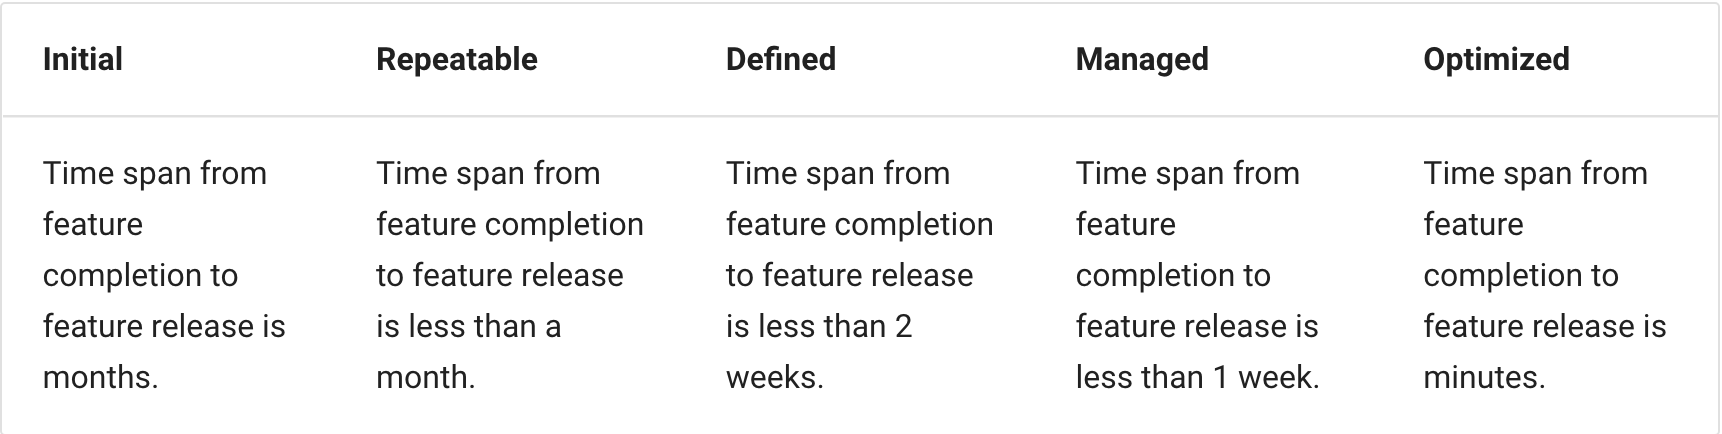 Initial
Repeatable
Defined
Managed
Optimized
Time span from
feature
completion to
feature release is
months.
Time span from
feature completion
to feature release
is less than a
month.
Time span from
feature completion
to feature release
is less than 2
weeks.
Time span from
feature
completion to
feature release is
less than 1 week.
Time span from
feature
completion to
feature release is
minutes.